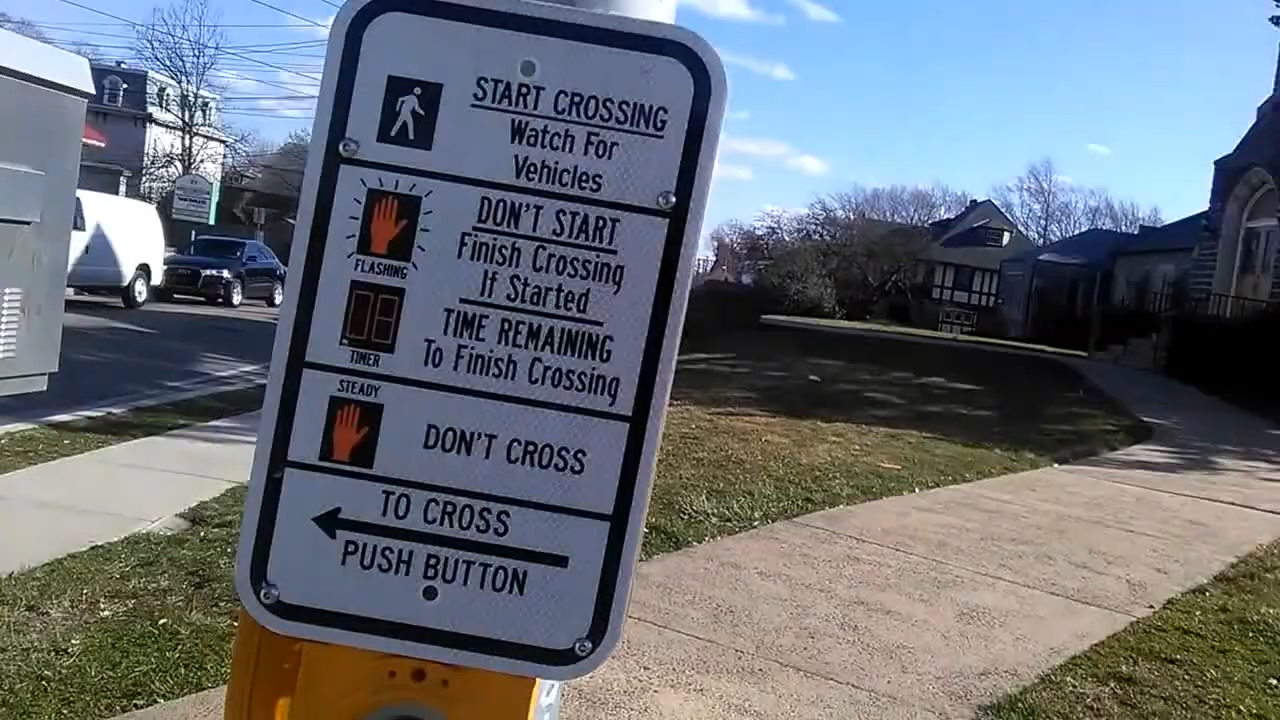 START CROSSING
Watch For
Vehicles
DON'T START
Finish Crossing
If Started
FLASHING
TIME REMAINING
To Finish Crossing
TIMER
STEADY
DON'T CROSS
TO CROSS
PUSH BUTTON